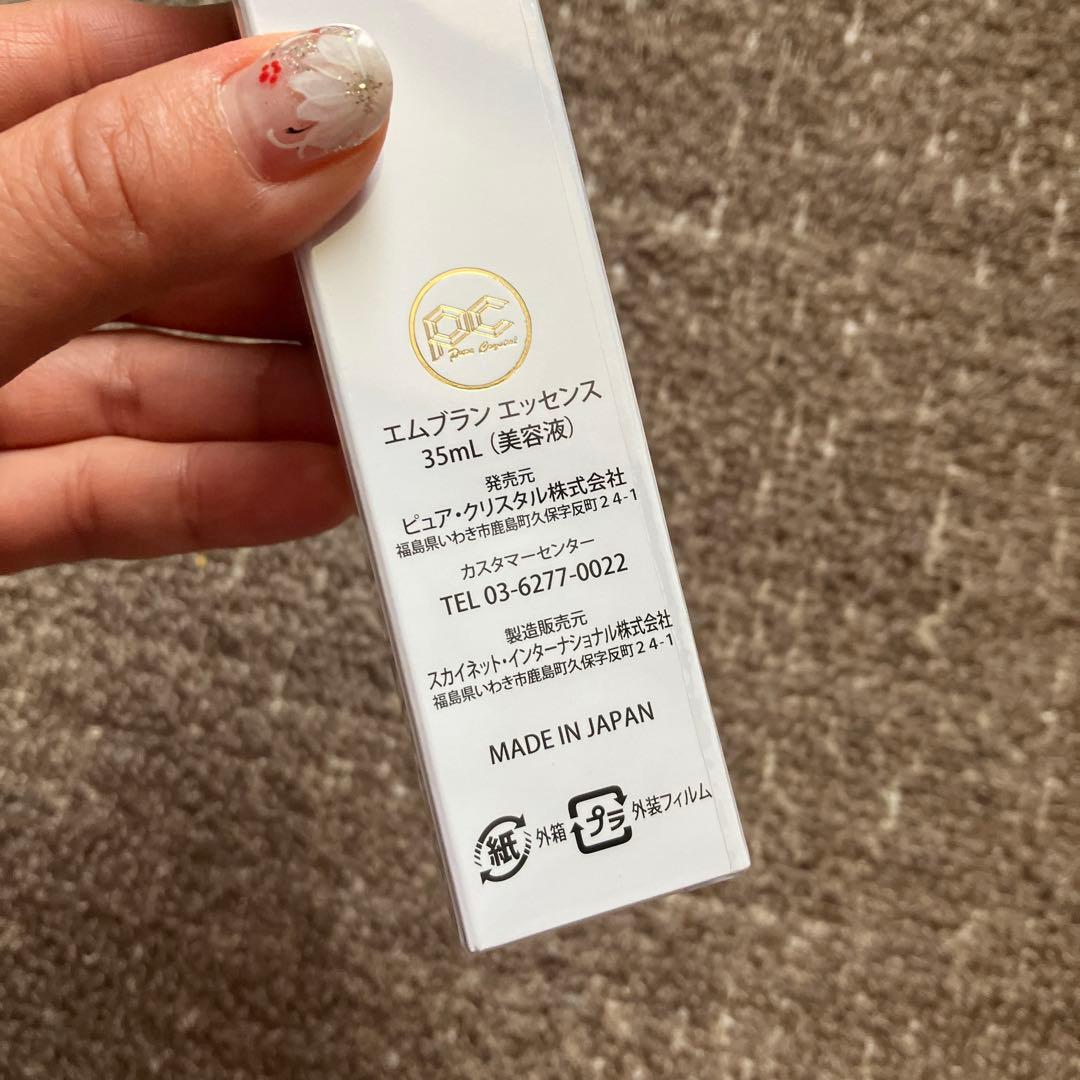 PC
Pure Crystal
エムブラン エッセンス
35mL (美容液)
発売元
ピュア・クリスタル株式会社
福島県いわき市鹿島町久保字反町24-1
カスタマーセンター
TEL 03-6277-0022
製造販売元
スカイネット・インターナショナル株式会社
福島県いわき市鹿島町久保字反町24-1
MADE IN JAPAN
紙 外箱 プラ 外装フィルム